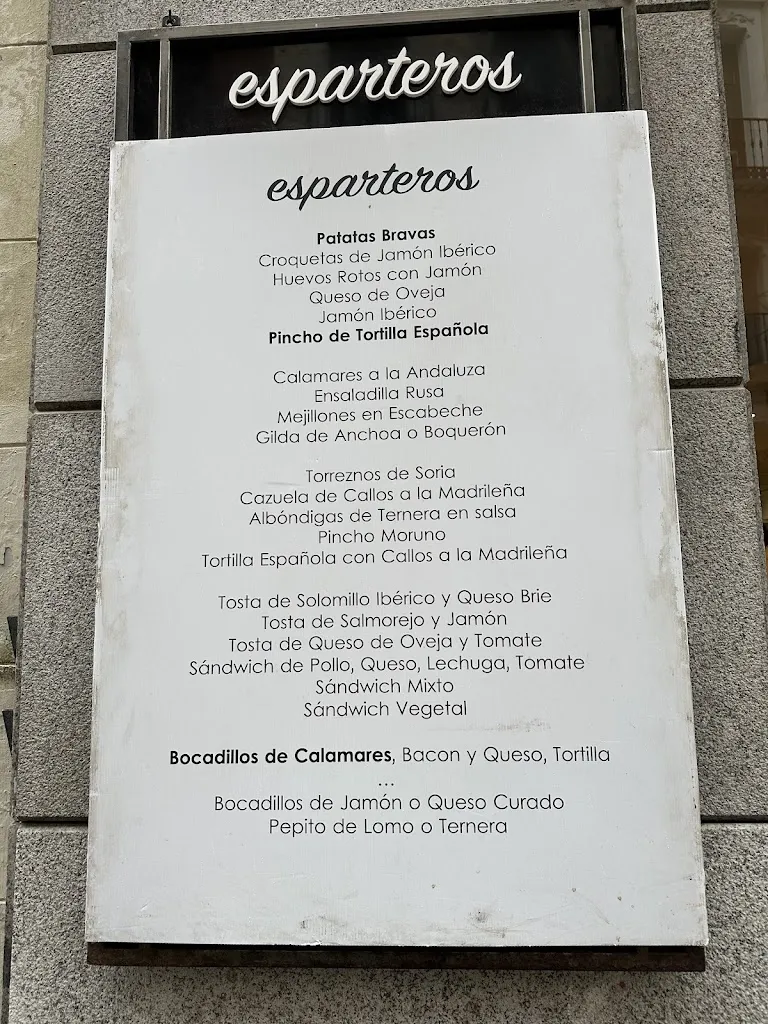 esparteros
esparteros
Patatas Bravas
Croquetas de Jamón Ibérico
Huevos Rotos con Jamón
Queso de Oveja
Jamón Ibérico
Pincho de Tortilla Española
Calamares a la Andaluza
Ensaladilla Rusa
Mejillones en Escabeche
Gilda de Anchoa o Boquerón
Torreznos de Soria
Cazuela de Callos a la Madrileña
Albóndigas de Ternera en salsa
Pincho Moruno
Tortilla Española con Callos a la Madrileña
Tosta de Solomillo Ibérico y Queso Brie
Tosta de Salmorejo y Jamón
Tosta de Queso de Oveja y Tomate
Sándwich de Pollo, Queso, Lechuga, Tomate
Sándwich Mixto
Sándwich Vegetal
Bocadillos de Calamares, Bacon y Queso, Tortilla
...
Bocadillos de Jamón o Queso Curado
Pepito de Lomo o Ternera